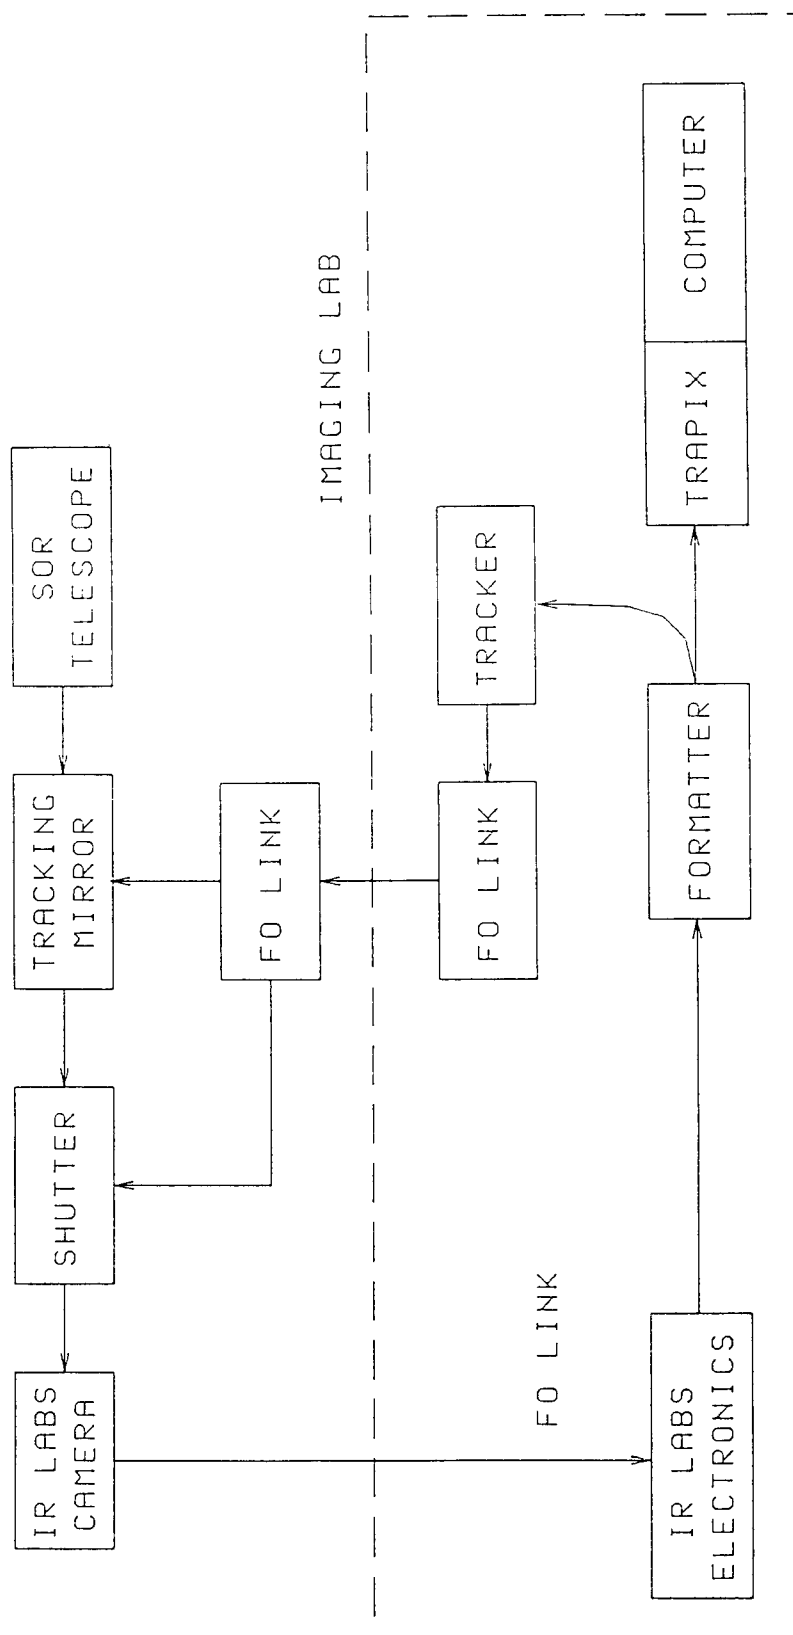 IR LABS
CAMERA
SHUTTER
TRACKING
MIRROR
SOR
TELESCOPE
FO LINK
IMAGING LAB
FO LINK
TRACKER
FO LINK
IR LABS
ELECTRONICS
FORMATTER
TRAPIX
COMPUTER